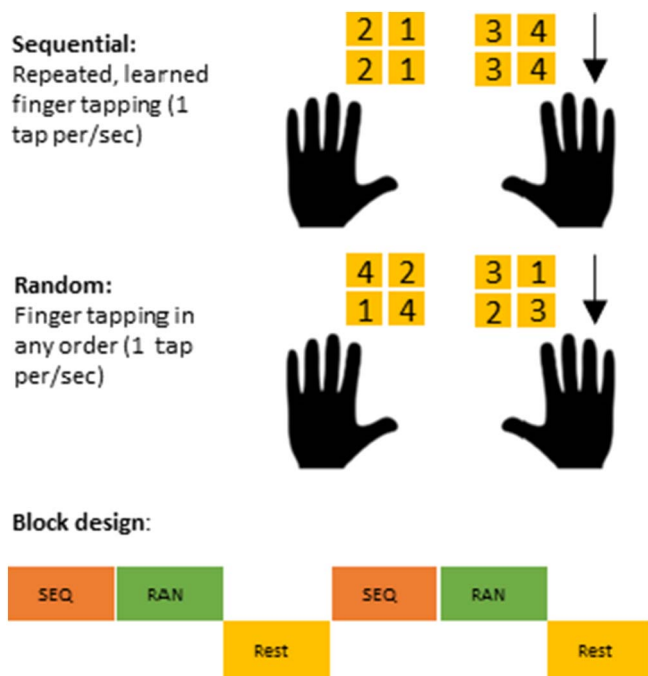 Sequential:
Repeated, learned
finger tapping (1
tap per/sec)
2 1 3 4
2 1 3 4
Random:
Finger tapping in
any order (1 tap
per/sec)
4 2 3 1
1 4 2 3
Block design:
SEQ RAN SEQ RAN
Rest Rest